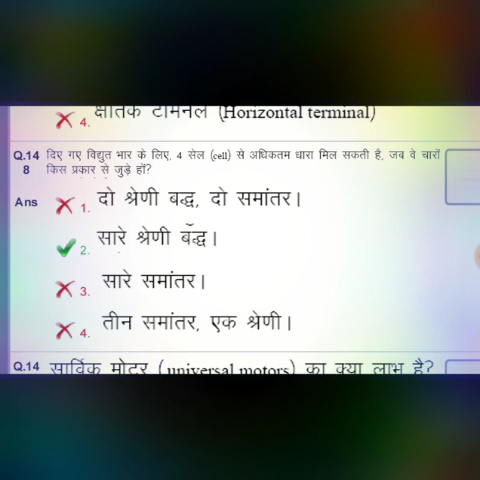 4. क्षैतिक टर्मिनल (Horizontal terminal)
Q.14 दिए गए विद्युत भार के लिए, 4 सेल (cell) से अधिकतम धारा मिल सकती है, जब वे चारों
8 किस प्रकार से जुड़े हों?
Ans 1. दो श्रेणी बद्ध, दो समांतर।
2. सारे श्रेणी बद्ध।
3. सारे समांतर।
4. तीन समांतर, एक श्रेणी।
Q.14 सार्विक मोटर (universal motors) का क्या लाभ है?